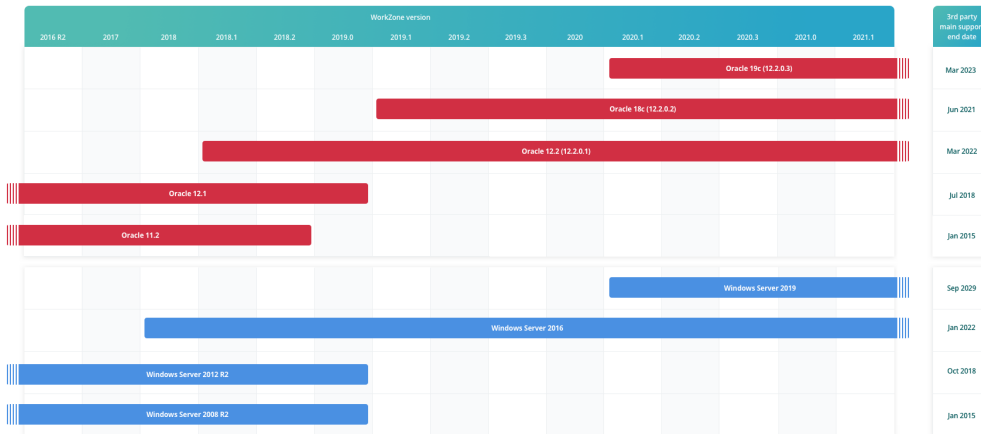 WorkZone version
2016 R2 2017 2018 2018.1 2018.2 2019.0 2019.1 2019.2 2019.3 2020 2020.1 2020.2 2020.3 2021.0 2021.1
3rd party
main suppor
end date
Oracle 19c (12.2.0.3) Mar 2023
Oracle 18c (12.2.0.2) Jun 2021
Oracle 12.2 (12.2.0.1) Mar 2022
Oracle 12.1 Jul 2018
Oracle 11.2 Jan 2015
Windows Server 2019 Sep 2029
Windows Server 2016 Jan 2022
Windows Server 2012 R2 Oct 2018
Windows Server 2008 R2 Jan 2015